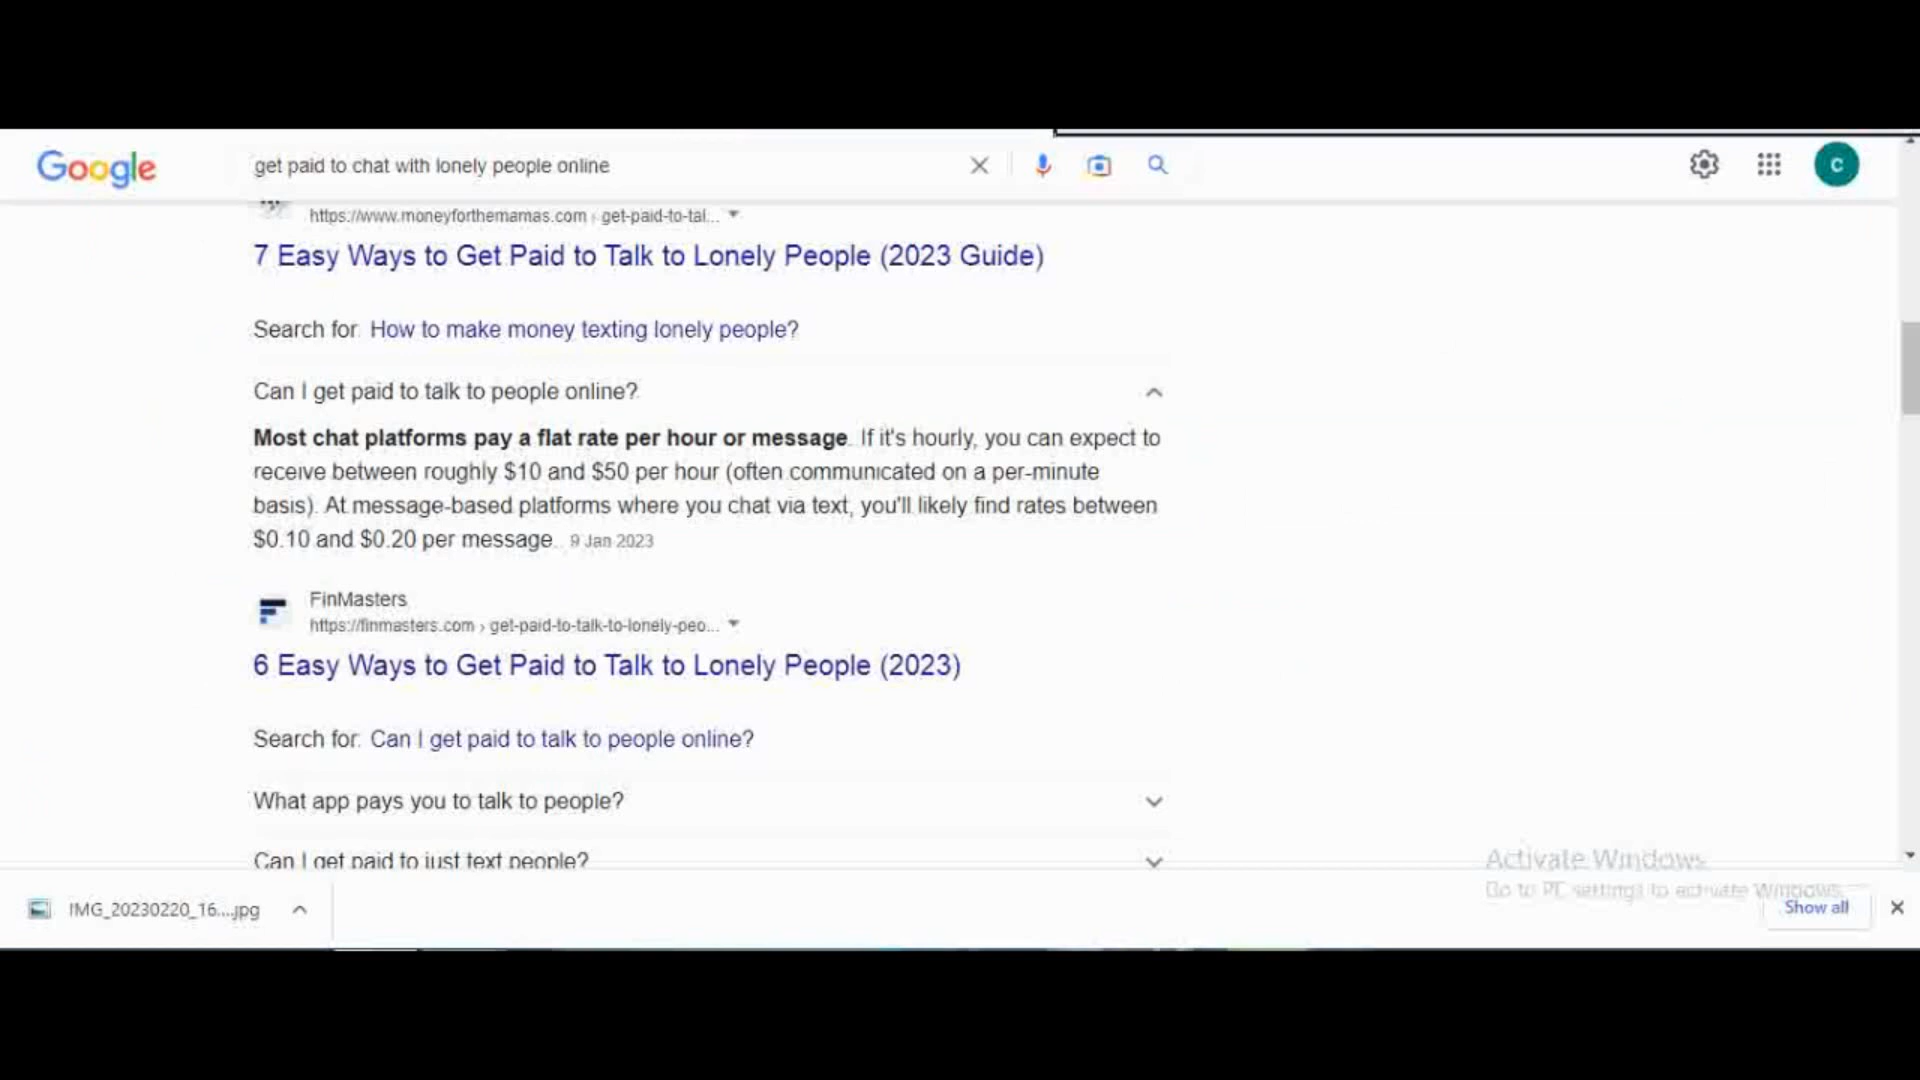 Google
get paid to chat with lonely people online
C
https://www.moneyforthemamas.com › get-paid-to-tal...
7 Easy Ways to Get Paid to Talk to Lonely People (2023 Guide)
Search for: How to make money texting lonely people?
Can I get paid to talk to people online?
Most chat platforms pay a flat rate per hour or message. If it's hourly, you can expect to
receive between roughly $10 and $50 per hour (often communicated on a per-minute
basis). At message-based platforms where you chat via text, you'll likely find rates between
$0.10 and $0.20 per message. 9 Jan 2023
FinMasters
https://finmasters.com › get-paid-to-talk-to-lonely-peo...
6 Easy Ways to Get Paid to Talk to Lonely People (2023)
Search for: Can I get paid to talk to people online?
What app pays you to talk to people?
Can I get paid to just text people?
Activate Windows
Go to PC settings to activate Windows.
IMG_20230220_16....jpg
Show all